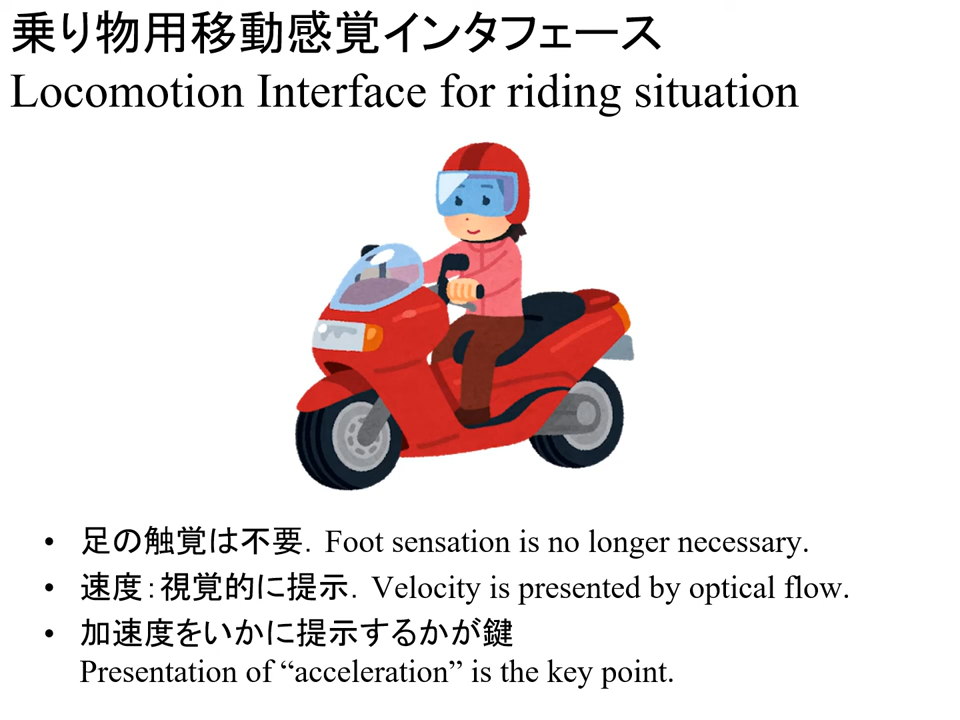 乗り物用移動感覚インタフェース
Locomotion Interface for riding situation
• 足の触覚は不要．Foot sensation is no longer necessary.
• 速度：視覚的に提示．Velocity is presented by optical flow.
• 加速度をいかに提示するかが鍵
Presentation of “acceleration” is the key point.